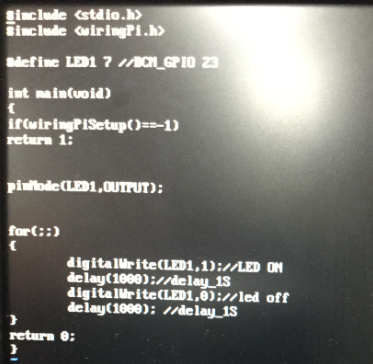 #include <stdio.h>
#include <wiringPi.h>
#define LED1 7 //BCM_GPIO 23
int main(void)
{
if(wiringPiSetup()==-1)
return 1;
pinMode(LED1,OUTPUT);
for(;;)
{
digitalWrite(LED1,1);//LED ON
delay(1000);//delay_1S
digitalWrite(LED1,0);//led off
delay(1000); //delay_1S
}
return 0;
}